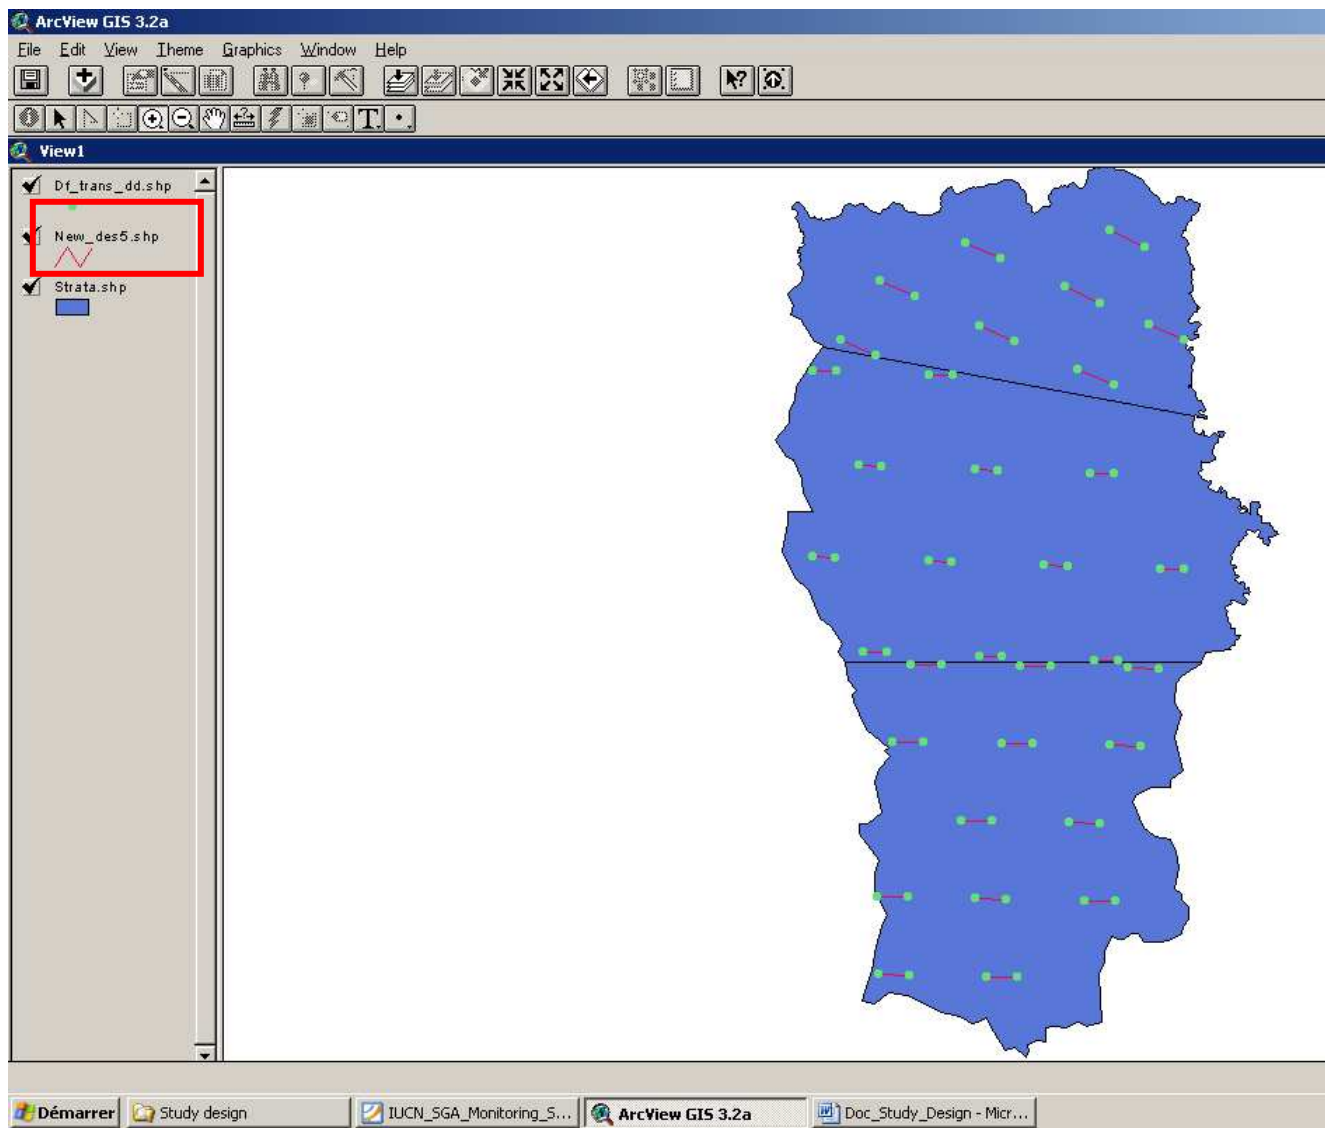 ArcView GIS 3.2a
File Edit View Theme Graphics Window Help
View1
Df_trans_dd.shp
New_des5.shp
Strata.shp
Démarrer Study design IUCN_SGA_Monitoring_S... ArcView GIS 3.2a Doc_Study_Design - Micr...